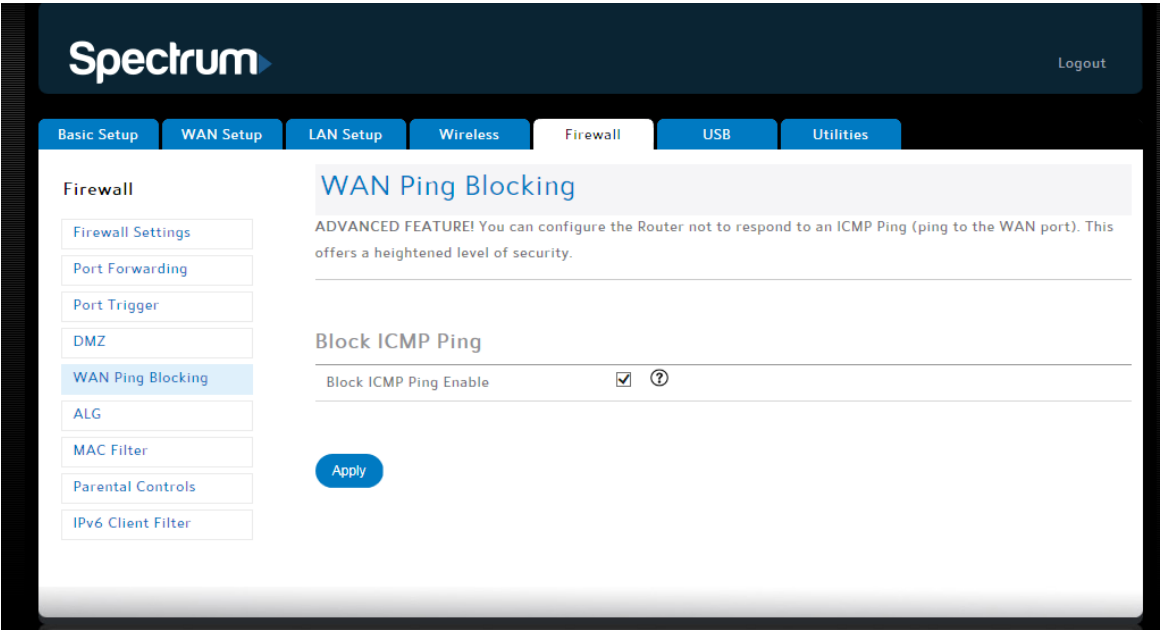 Spectrum
Logout
Basic Setup
WAN Setup
LAN Setup
Wireless
Firewall
USB
Utilities
Firewall
Firewall Settings
Port Forwarding
Port Trigger
DMZ
WAN Ping Blocking
ALG
MAC Filter
Parental Controls
IPv6 Client Filter
WAN Ping Blocking
ADVANCED FEATURE! You can configure the Router not to respond to an ICMP Ping (ping to the WAN port). This
offers a heightened level of security.
Block ICMP Ping
Block ICMP Ping Enable
?
Apply